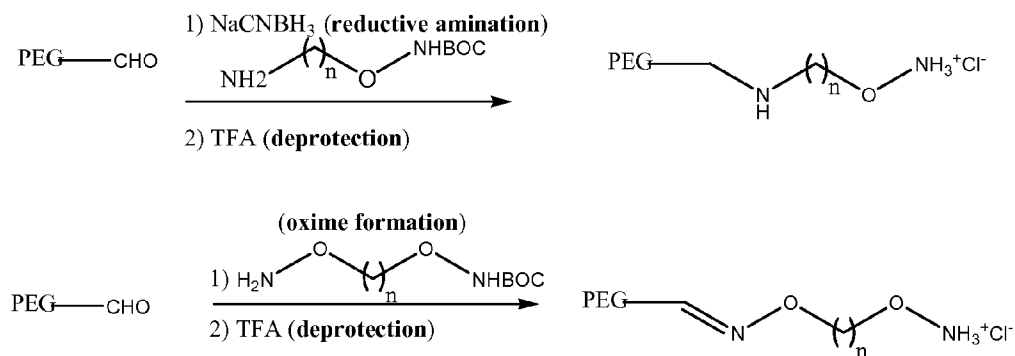 1) NaCNBH₃ (reductive amination)
PEG CHO NH2 ( )n O NHBOC PEG N H ( )n O NH₃⁺Cl⁻
2) TFA (deprotection)
(oxime formation)
PEG CHO 1) H₂N O ( )n O NHBOC PEG N O ( )n O NH₃⁺Cl⁻
2) TFA (deprotection)